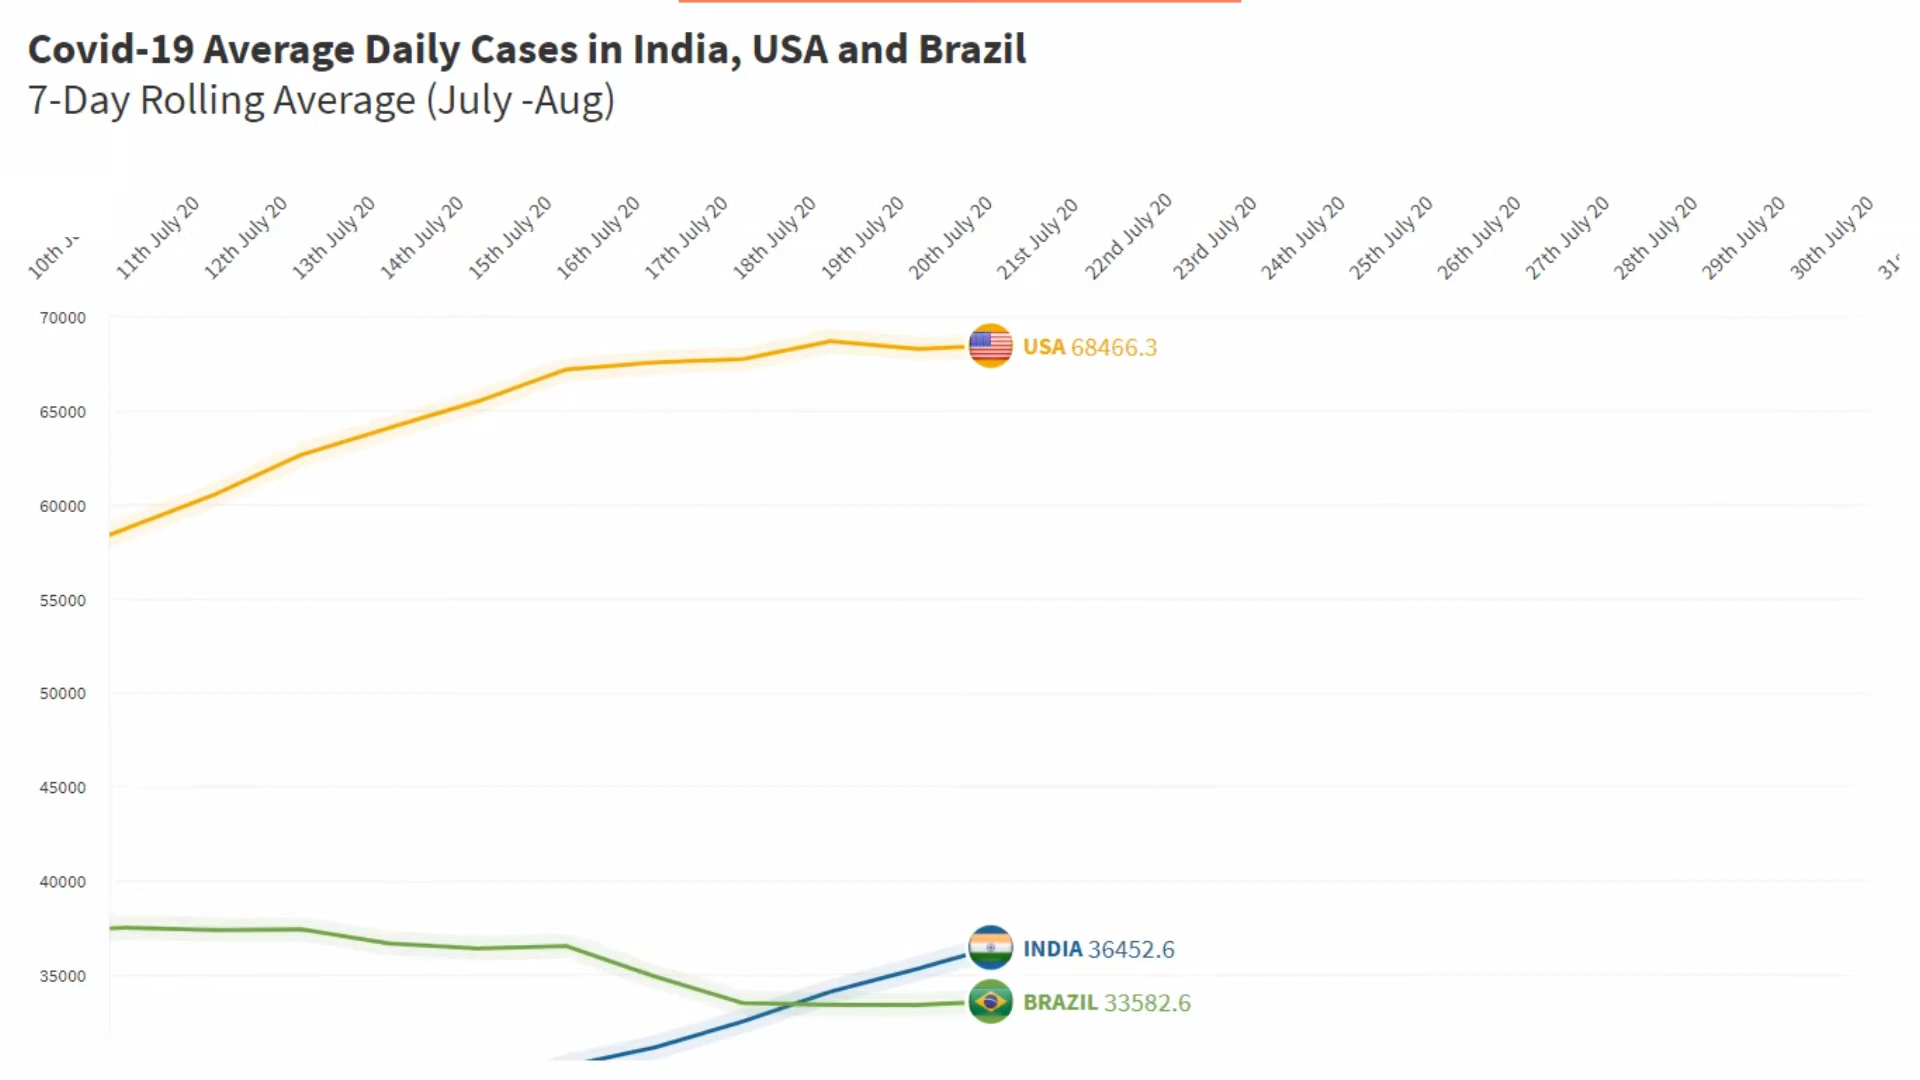 Covid-19 Average Daily Cases in India, USA and Brazil
7-Day Rolling Average (July -Aug)
10th
11th July 20
12th July 20
13th July 20
14th July 20
15th July 20
16th July 20
17th July 20
18th July 20
19th July 20
20th July 20
21st July 20
22nd July 20
23rd July 20
24th July 20
25th July 20
26th July 20
27th July 20
28th July 20
29th July 20
30th July 20
70000
USA 68466.3
65000
60000
55000
50000
45000
40000
INDIA 36452.6
35000
BRAZIL 33582.6